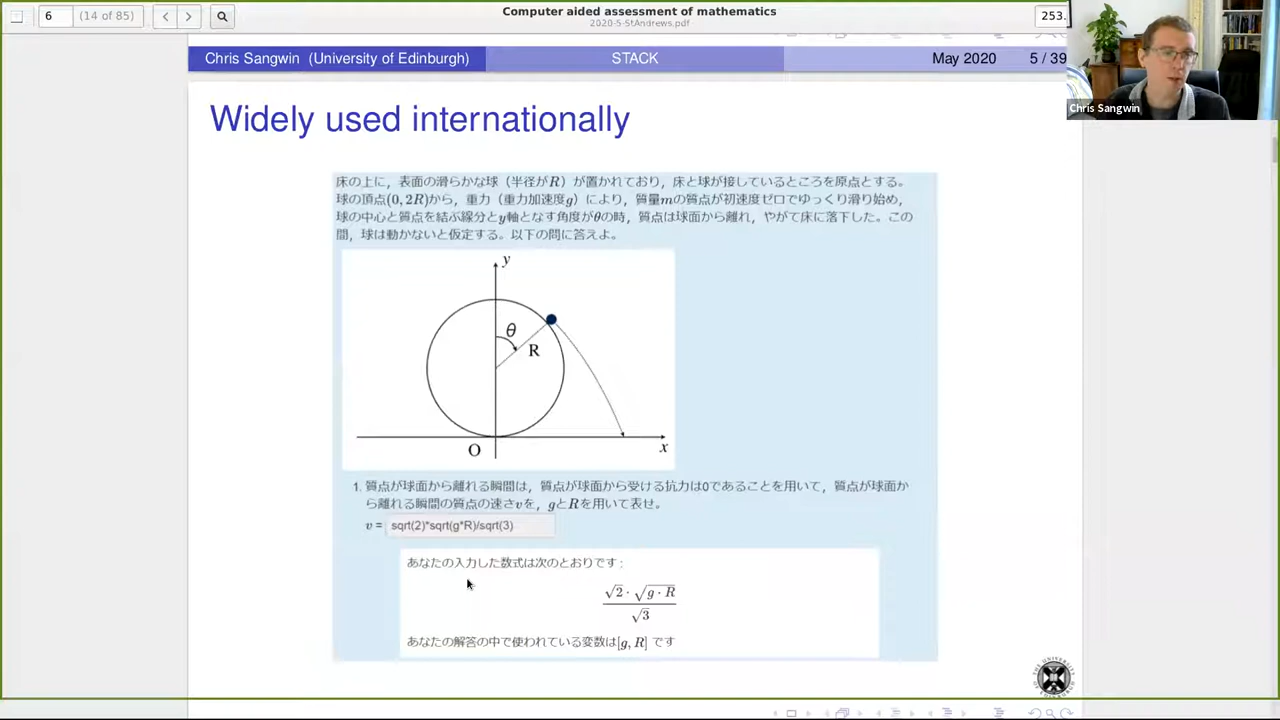 6
(14 of 85)
Computer aided assessment of mathematics
2020-5-StAndrews.pdf
253.
Chris Sangwin
Chris Sangwin (University of Edinburgh)
STACK
May 2020
5 / 39
Widely used internationally
床の上に，表面の滑らかな球（半径がR）が置かれており，床と球が接しているところを原点とする。
球の頂点(0, 2R)から，重力（重力加速度g）により，質量mの質点が初速度ゼロでゆっくり滑り始め，
球の中心と質点を結ぶ線分とy軸となす角度がθの時，質点は球面から離れ，やがて床に落下した。この
間，球は動かないと仮定する。以下の問に答えよ。
y
θ
R
O
x
1. 質点が球面から離れる瞬間は，質点が球面から受ける抗力は0であることを用いて，質点が球面か
ら離れる瞬間の質点の速さvを，gとRを用いて表せ。
v = sqrt(2)*sqrt(g*R)/sqrt(3)
あなたの入力した数式は次のとおりです：
√2 · √g · R
√3
あなたの解答の中で使われている変数は[g, R] です